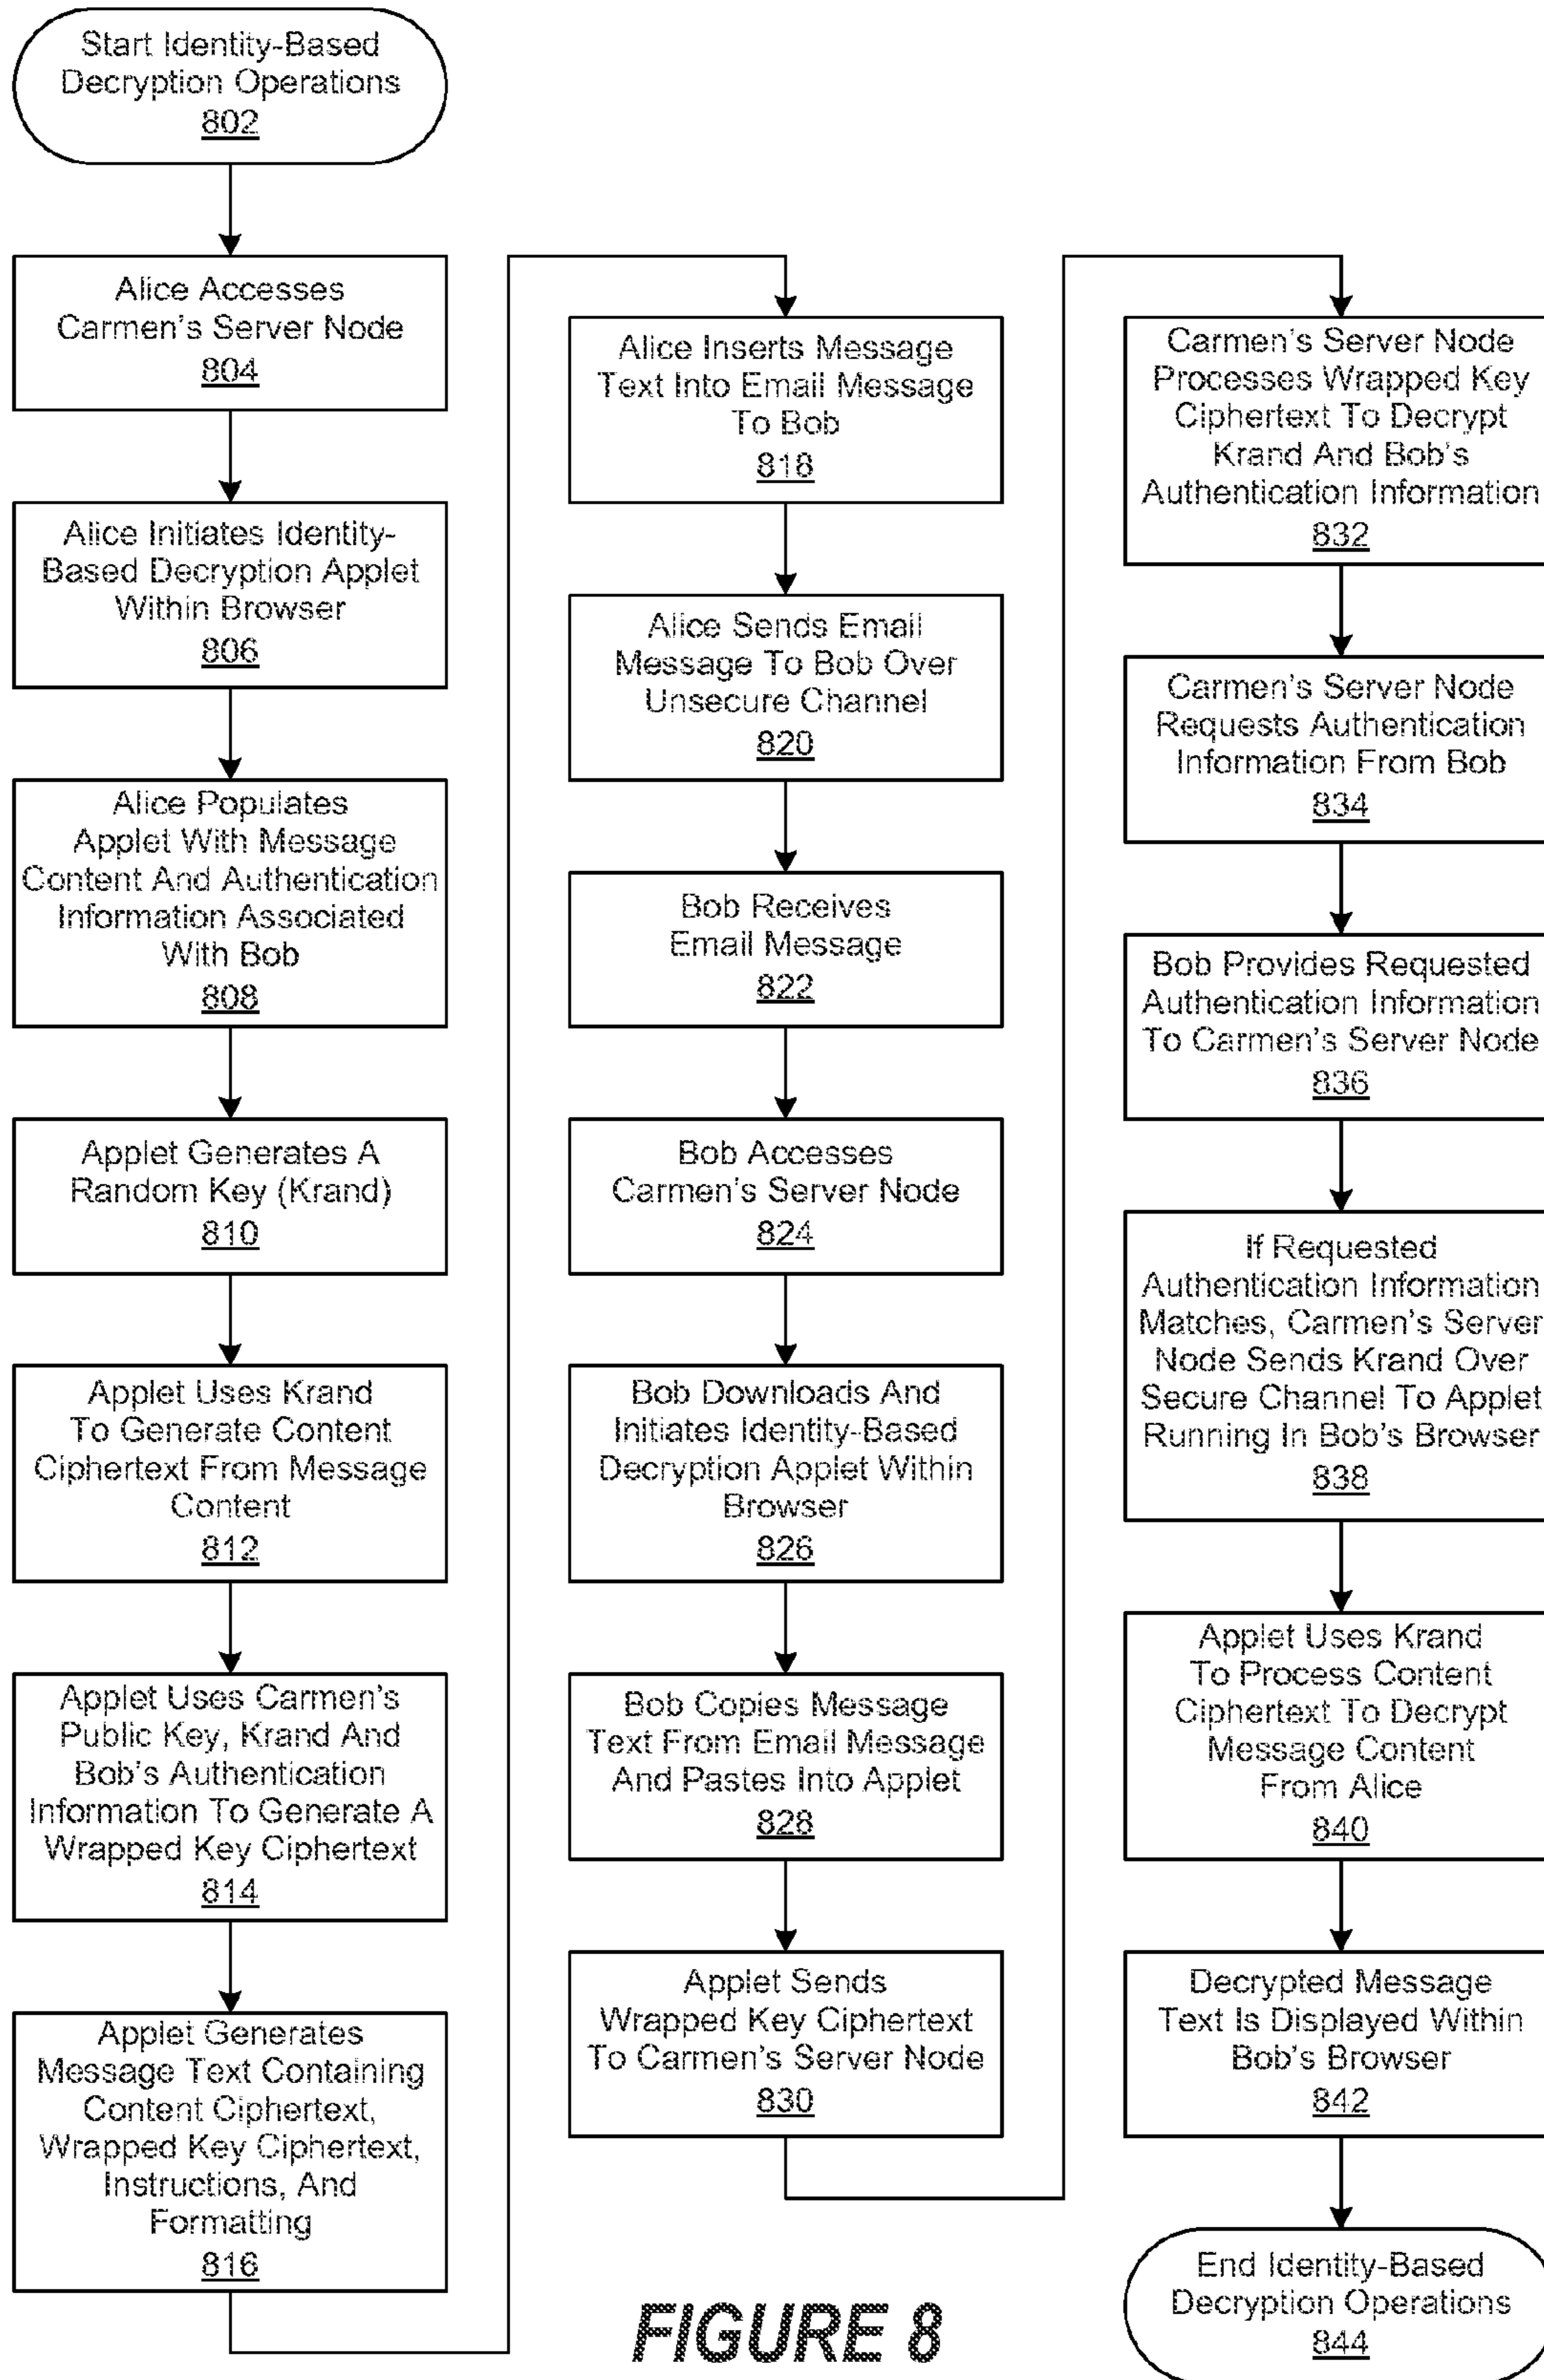 Start Identity-Based
Decryption Operations
802
Alice Accesses
Carmen's Server Node
804
Alice Initiates Identity-
Based Decryption Applet
Within Browser
806
Alice Populates
Applet With Message
Content And Authentication
Information Associated
With Bob
808
Applet Generates A
Random Key (Krand)
810
Applet Uses Krand
To Generate Content
Ciphertext From Message
Content
812
Applet Uses Carmen's
Public Key, Krand And
Bob's Authentication
Information To Generate A
Wrapped Key Ciphertext
814
Applet Generates
Message Text Containing
Content Ciphertext,
Wrapped Key Ciphertext,
Instructions, And
Formatting
816
Alice Inserts Message
Text Into Email Message
To Bob
818
Alice Sends Email
Message To Bob Over
Unsecure Channel
820
Bob Receives
Email Message
822
Bob Accesses
Carmen's Server Node
824
Bob Downloads And
Initiates Identity-Based
Decryption Applet Within
Browser
826
Bob Copies Message
Text From Email Message
And Pastes Into Applet
828
Applet Sends
Wrapped Key Ciphertext
To Carmen's Server Node
830
Carmen's Server Node
Processes Wrapped Key
Ciphertext To Decrypt
Krand And Bob's
Authentication Information
832
Carmen's Server Node
Requests Authentication
Information From Bob
834
Bob Provides Requested
Authentication Information
To Carmen's Server Node
836
If Requested
Authentication Information
Matches, Carmen's Server
Node Sends Krand Over
Secure Channel To Applet
Running In Bob's Browser
838
Applet Uses Krand
To Process Content
Ciphertext To Decrypt
Message Content
From Alice
840
Decrypted Message
Text Is Displayed Within
Bob's Browser
842
End Identity-Based
Decryption Operations
844
FIGURE 8